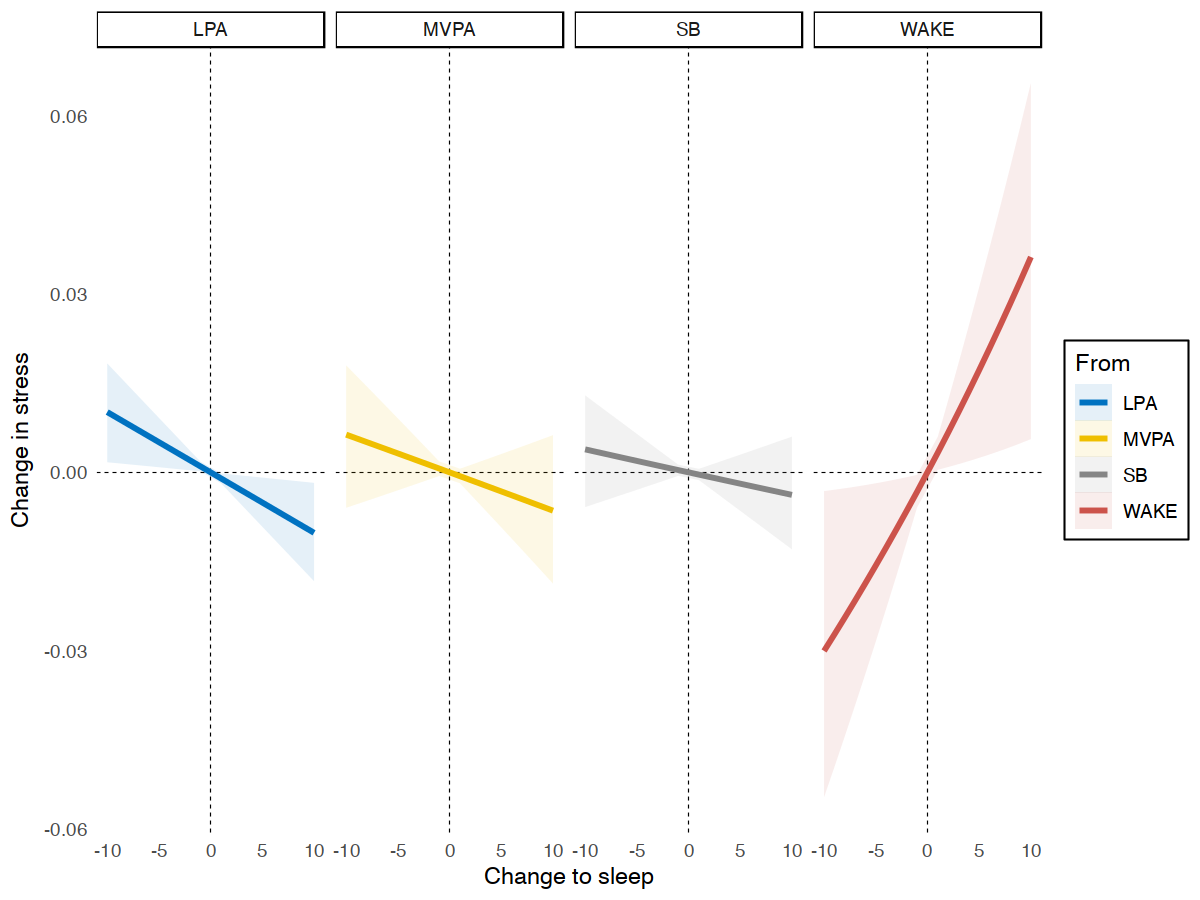 LPA MVPA SB WAKE
0.06
0.03
0.00
-0.03
-0.06
Change in stress
-10 -5 0 5 10 -10 -5 0 5 10 -10 -5 0 5 10 -10 -5 0 5 10
Change to sleep
From
LPA
MVPA
SB
WAKE